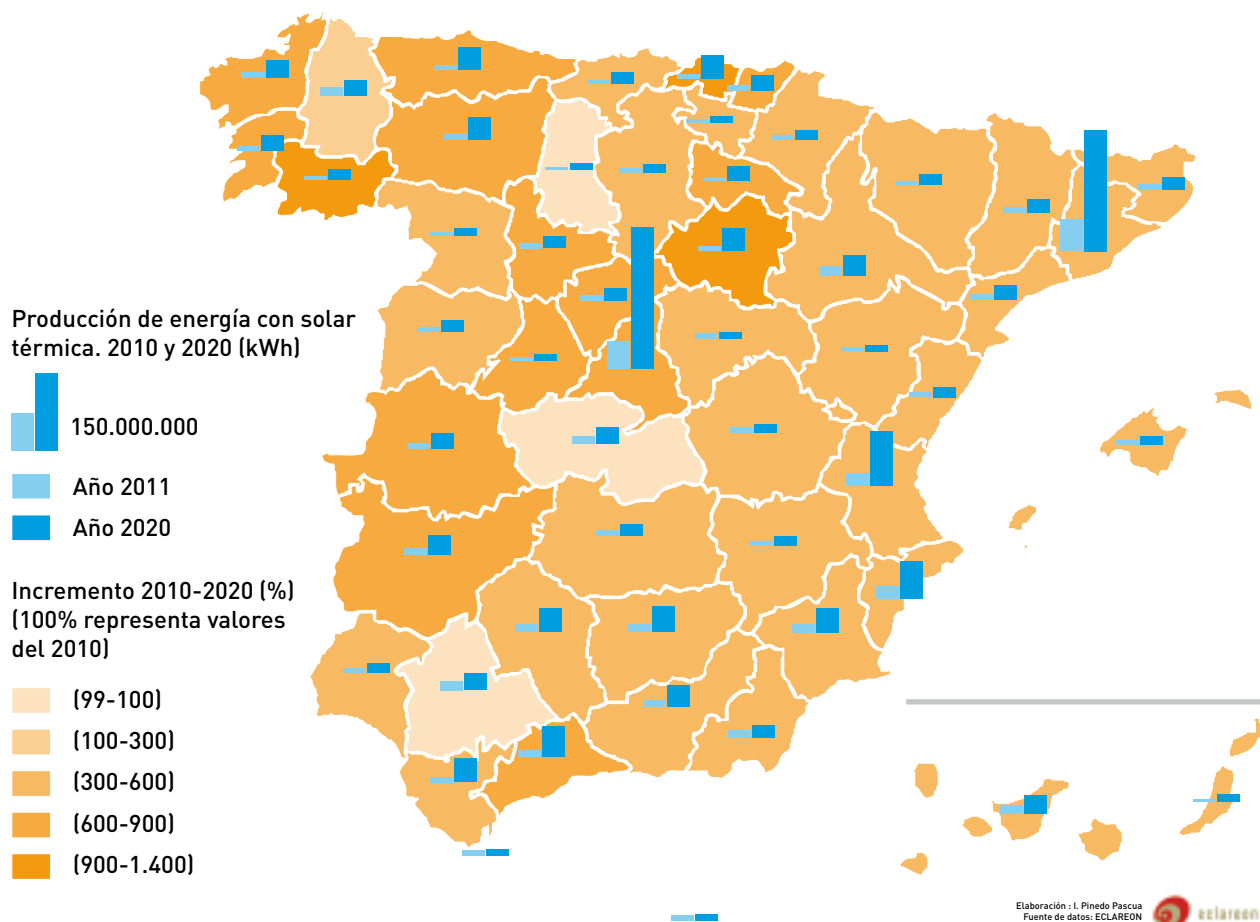 Producción de energía con solar
térmica. 2010 y 2020 (kWh)
150.000.000
Año 2011
Año 2020
Incremento 2010-2020 (%)
(100% representa valores
del 2010)
(99-100)
(100-300)
(300-600)
(600-900)
(900-1.400)
Elaboración : I. Pinedo Pascua
Fuente de datos: ECLAREON
eclareon